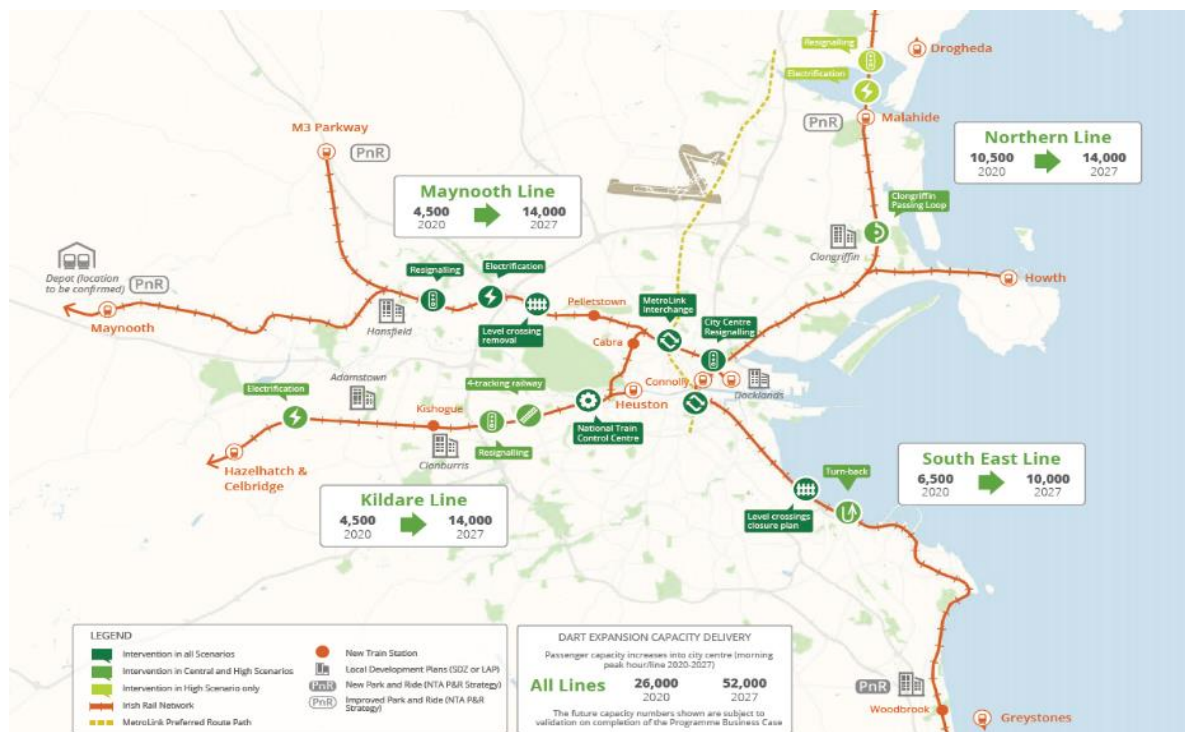 Resignalling
Drogheda
Electrification
PnR
Malahide
M3 Parkway
PnR
Northern Line
10,500
14,000
2020
2027
Maynooth Line
4,500
14,000
2020
2027
Clongriffin
Passing Loop
Clongriffin
Depot (location
to be confirmed)
PnR
Maynooth
Resignalling
Electrification
Hansfield
Level crossing
removal
Pelletstown
MetroLink
Interchange
City Centre
Resignalling
Howth
Cabra
Connolly
Docklands
Electrification
Adamstown
4-tracking railway
Kishogue
Heuston
National Train
Control Centre
Hazelhatch &
Celbridge
Clonburris
Resignalling
Kildare Line
4,500
14,000
2020
2027
Turn-back
Level crossings
closure plan
South East Line
6,500
10,000
2020
2027
PnR
Woodbrook
Greystones
LEGEND
Intervention in all Scenarios
Intervention in Central and High Scenarios
Intervention in High Scenario only
Irish Rail Network
MetroLink Preferred Route Path
New Train Station
Local Development Plans (SDZ or LAP)
PnR
New Park and Ride (NTA P&R Strategy)
PnR
Improved Park and Ride (NTA P&R
Strategy)
DART EXPANSION CAPACITY DELIVERY
Passenger capacity increases into city centre (morning
peak hour/line 2020-2027)
All Lines
26,000
52,000
2020
2027
The future capacity numbers shown are subject to
validation on completion of the Programme Business Case